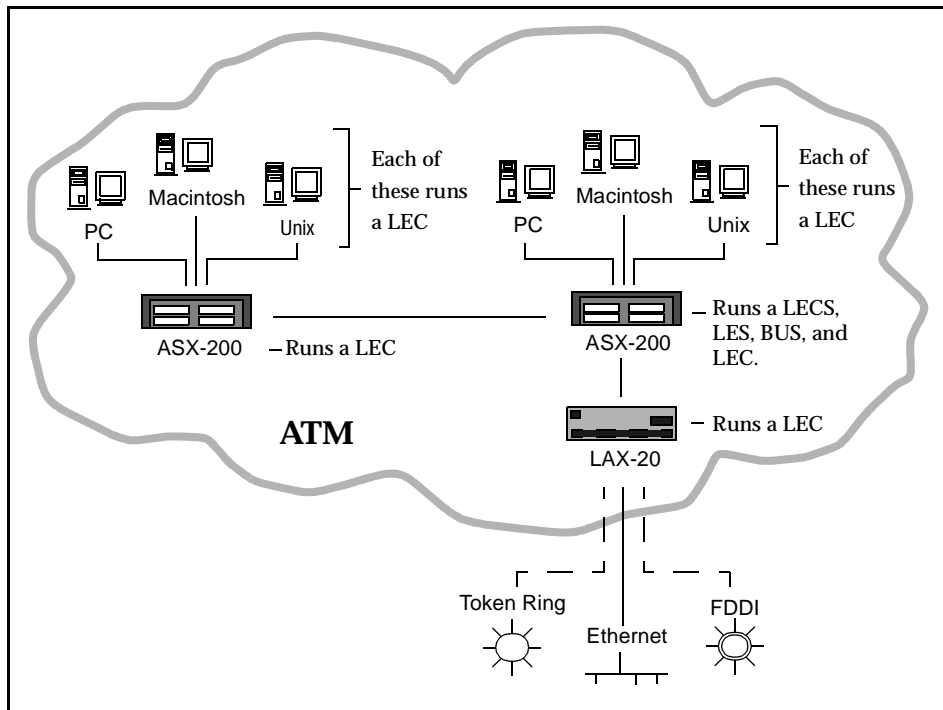 Macintosh
PC
Unix
Each of
these runs
a LEC
Macintosh
PC
Unix
Each of
these runs
a LEC
ASX-200
– Runs a LEC
ASX-200
– Runs a LECS,
LES, BUS, and
LEC.
ATM
LAX-20
– Runs a LEC
Token Ring
Ethernet
FDDI